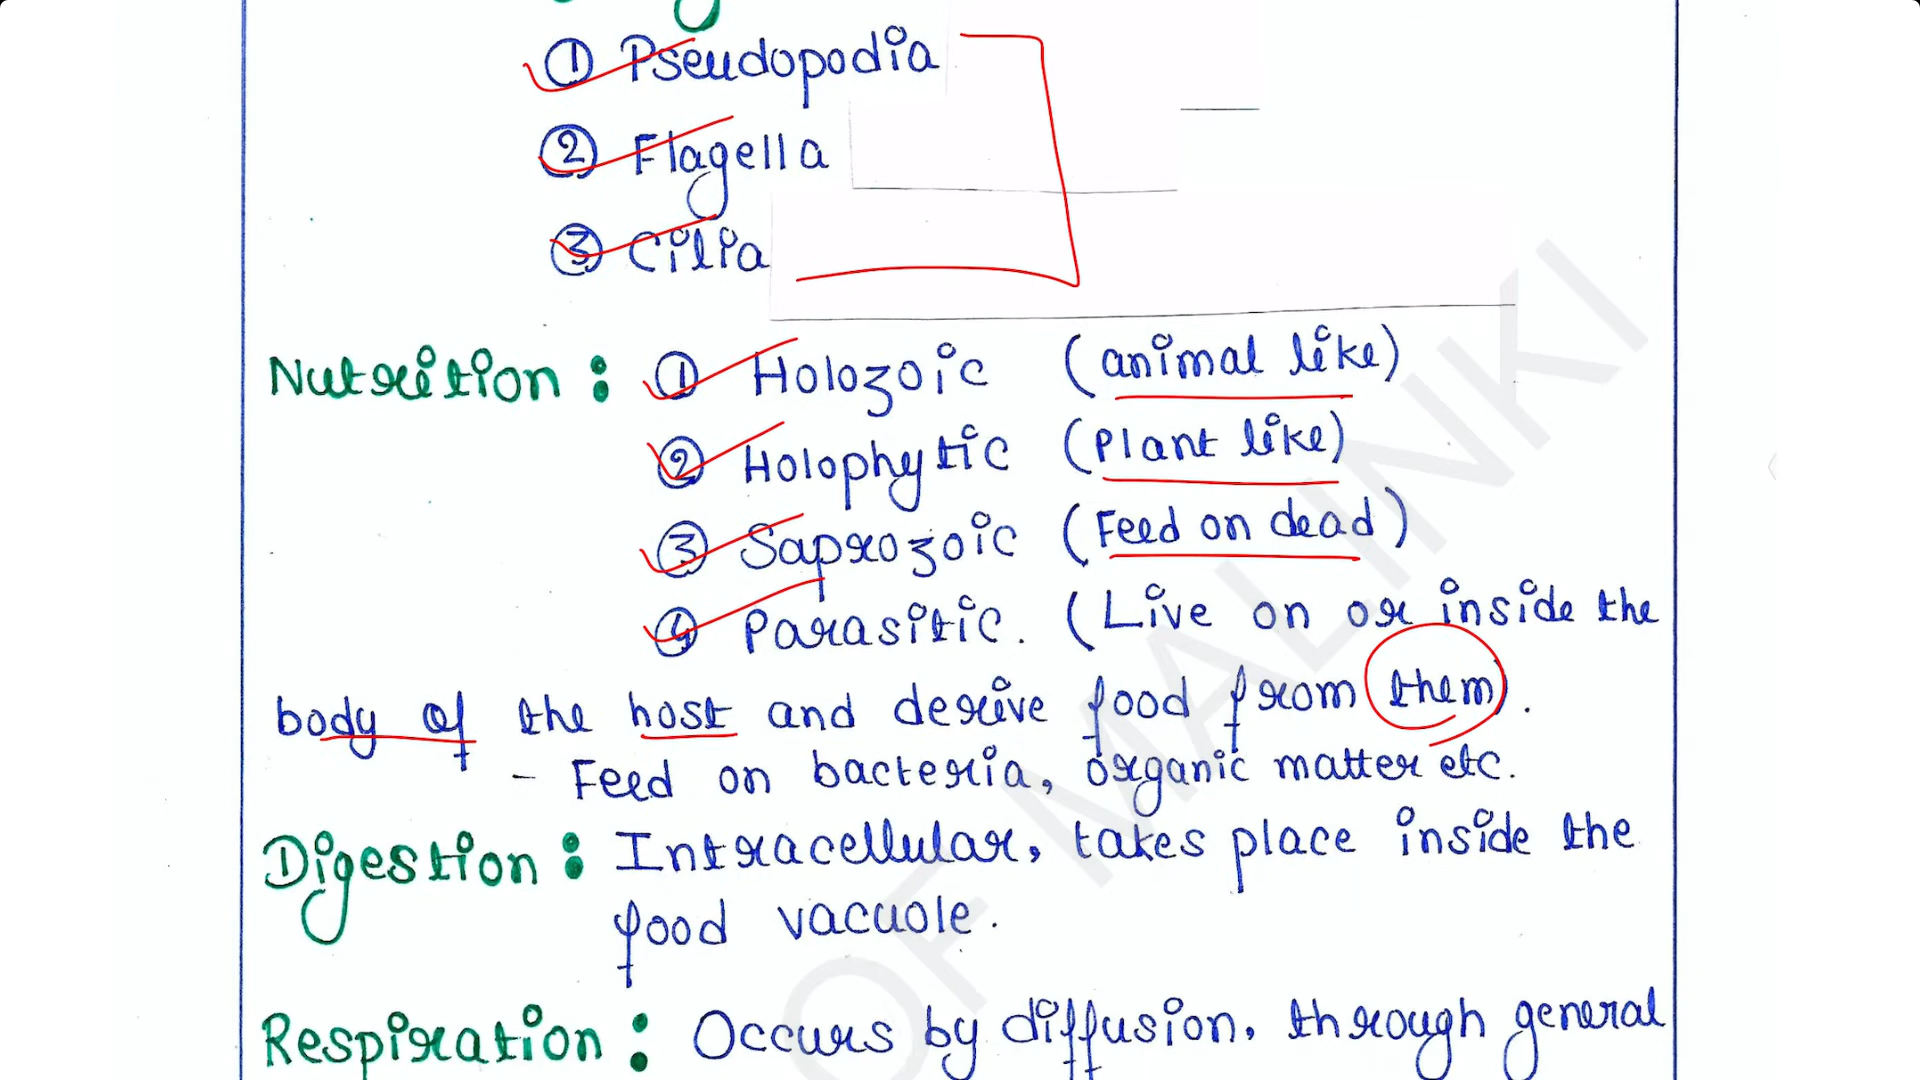 ① Pseudopodia
② Flagella
③ Cilia
Nutrition : ① Holozoic (animal like)
② Holophytic (Plant like)
③ Saprozoic (Feed on dead)
④ Parasitic. (Live on or inside the
body of the host and derive food from them).
- Feed on bacteria, organic matter etc.
Digestion : Intracellular, takes place inside the
food vacuole.
Respiration : Occurs by diffusion, through general
OF MALINKI